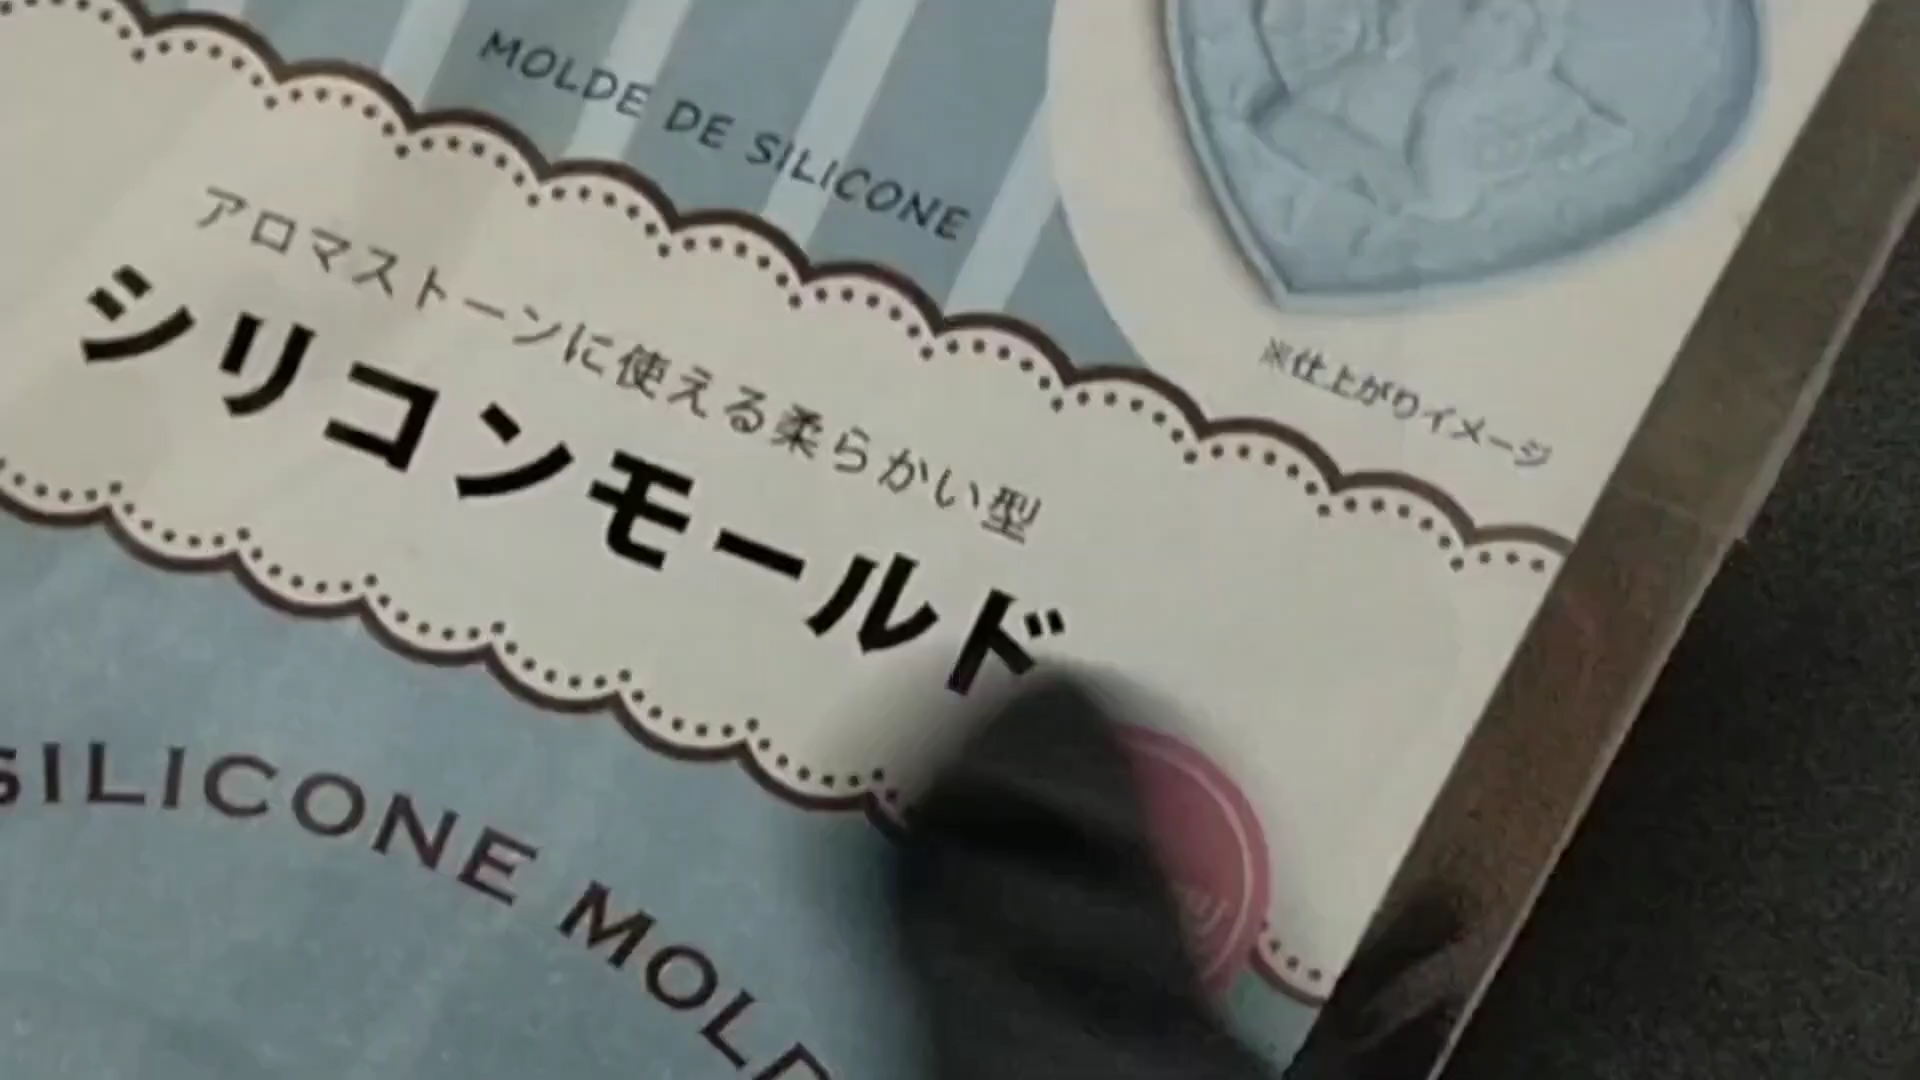 MOLDE DE SILICONE
※仕上がりイメージ
アロマストーンに使える柔らかい型
シリコンモールド
SILICONE MOLD